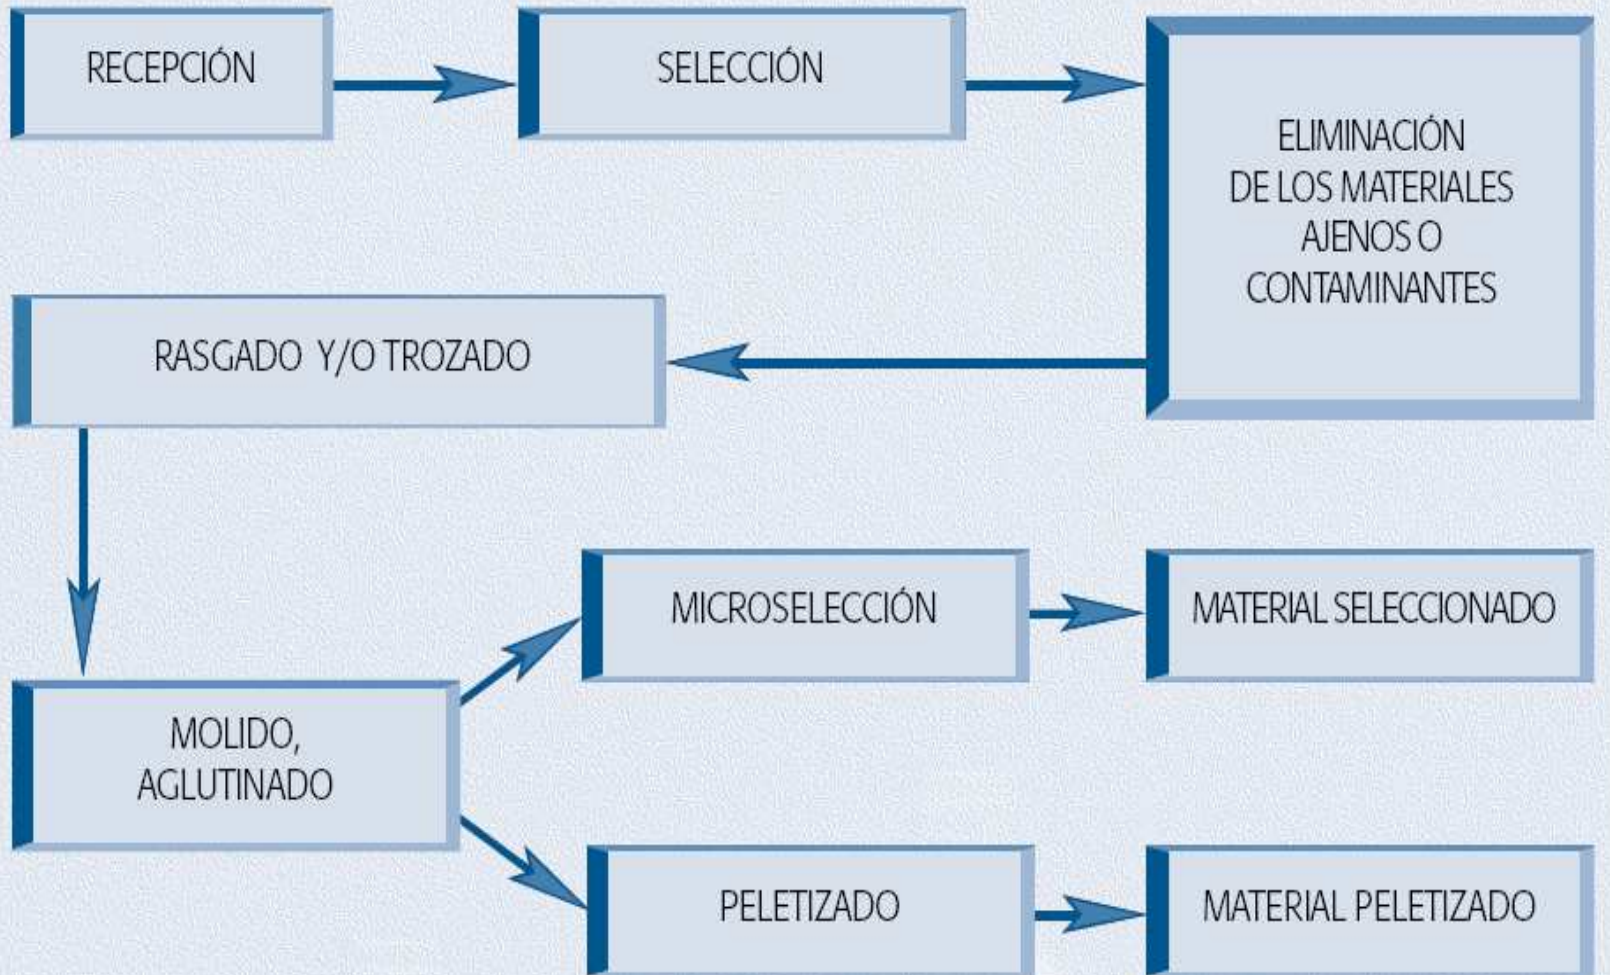 RECEPCIÓN
SELECCIÓN
ELIMINACIÓN
DE LOS MATERIALES
AJENOS O
CONTAMINANTES
RASGADO Y/O TROZADO
MOLIDO,
AGLUTINADO
MICROSELECCIÓN
MATERIAL SELECCIONADO
PELETIZADO
MATERIAL PELETIZADO